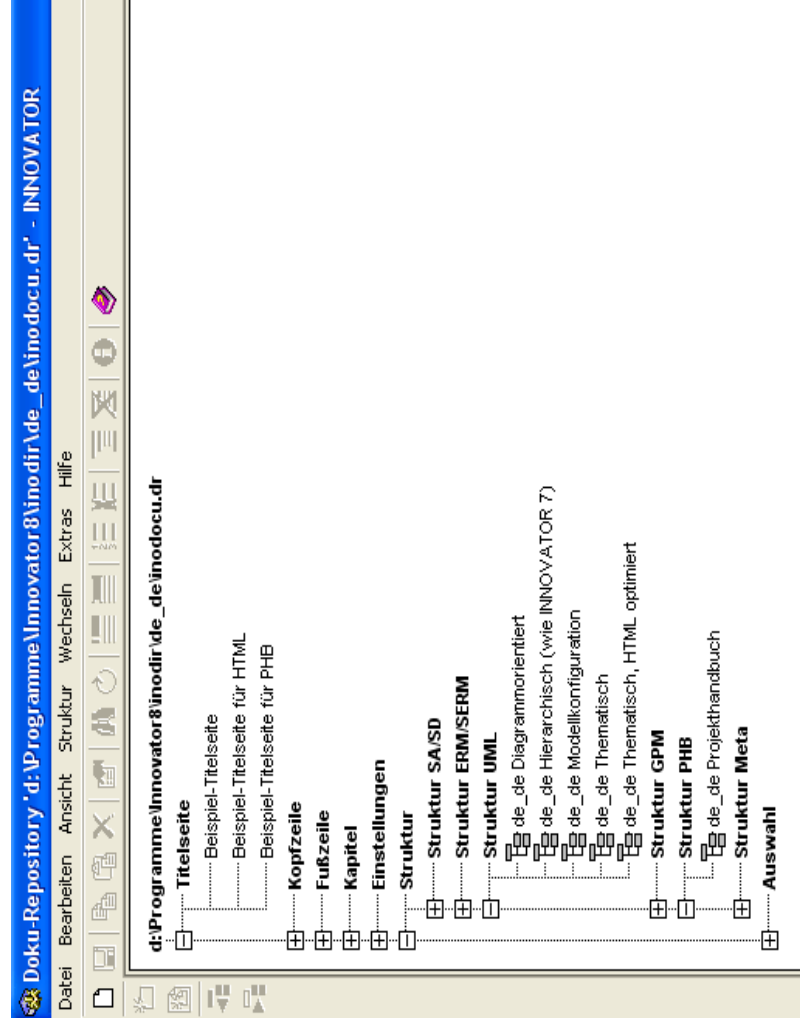 Doku-Repository 'd:\Programme\Innovator8\inodir\de_de\inodocu.dr' - INNOVATOR
Datei Bearbeiten Ansicht Struktur Wechseln Extras Hilfe
d:\Programme\Innovator8\inodir\de_de\inodocu.dr
Titelseite
Beispiel-Titelseite
Beispiel-Titelseite für HTML
Beispiel-Titelseite für PHB
Kopfzeile
Fußzeile
Kapitel
Einstellungen
Struktur
Struktur SA/SD
Struktur ERM/SERM
Struktur UML
de_de Diagrammorientiert
de_de Hierarchisch (wie INNOVATOR 7)
de_de Modellkonfiguration
de_de Thematisch
de_de Thematisch, HTML optimiert
Struktur GPM
Struktur PHB
de_de Projekthandbuch
Struktur Meta
Auswahl